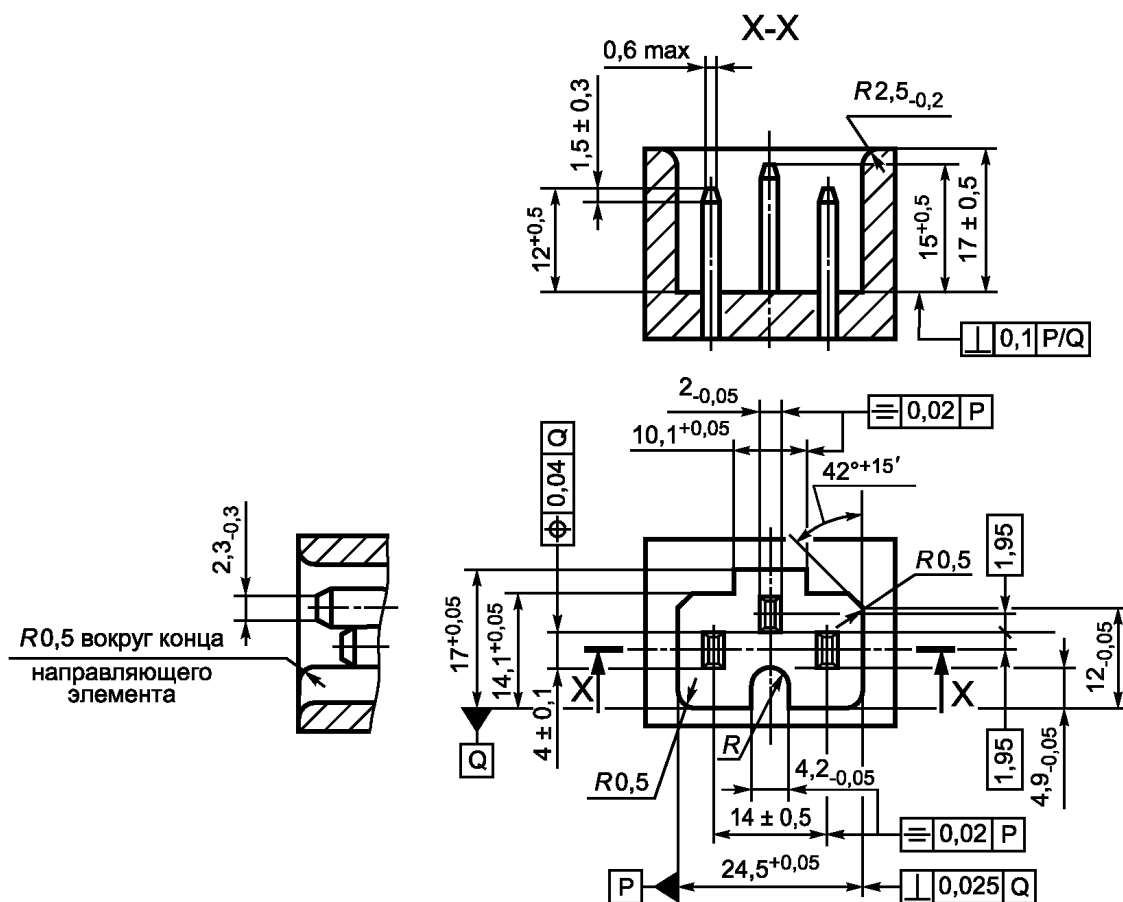 X-X
0,6 max
1,5 ± 0,3
R2,5-0,2
12+0,5
15+0,5
17 ± 0,5
⊥ 0,1 P/Q
2-0,05
⌯ 0,02 P
10,1+0,05
⌖ 0,04 Q
42°+15′
2,3-0,3
R0,5
1,95
R0,5 вокруг конца
направляющего
элемента
17+0,05
14,1+0,05
12-0,05
X
X
4 ± 0,1
Q
R
R0,5
4,2-0,05
1,95
4,9-0,05
14 ± 0,5
⌯ 0,02 P
24,5+0,05
P
⊥ 0,025 Q